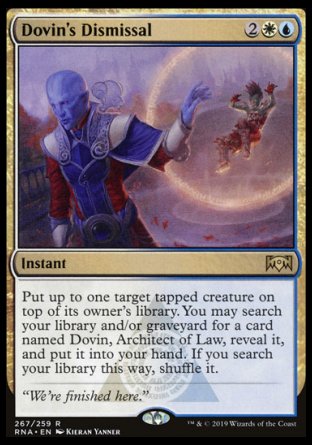 Dovin's Dismissal 2
Instant
Put up to one target tapped creature on
top of its owner's library. You may search
your library and/or graveyard for a card
named Dovin, Architect of Law, reveal it,
and put it into your hand. If you search
your library this way, shuffle it.
"We're finished here."
267/259 R
RNA • EN KIERAN YANNER
™ & © 2019 Wizards of the Coast